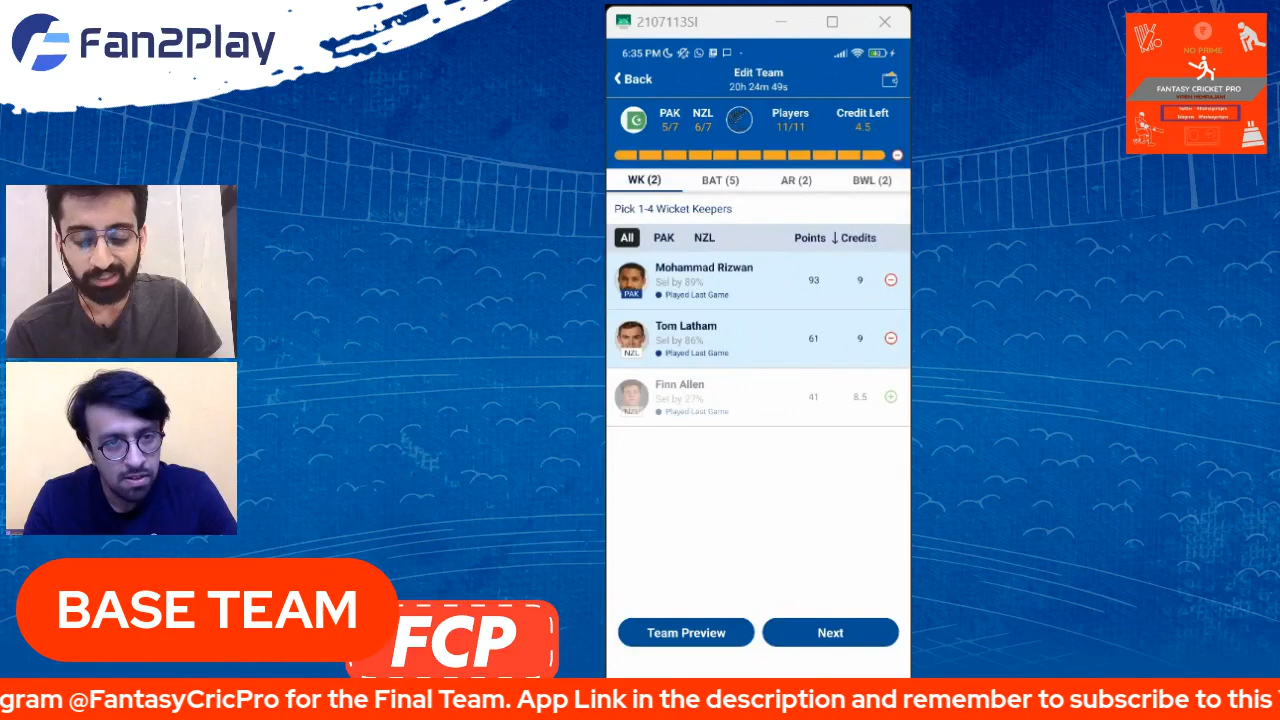 Fan2Play
2107113SI
6:35 PM
Back
Edit Team
20h 24m 49s
PAK
5/7
NZL
6/7
Players
11/11
Credit Left
4.5
WK (2)
BAT (5)
AR (2)
BWL (2)
Pick 1-4 Wicket Keepers
All
PAK
NZL
Points
↓ Credits
Mohammad Rizwan
Sel by 89%
Played Last Game
PAK
93
9
Tom Latham
Sel by 86%
Played Last Game
NZL
61
9
Finn Allen
Sel by 27%
Played Last Game
NZL
41
8.5
Team Preview
Next
NO PRIME
FANTASY CRICKET PRO
BASE TEAM
FCP
gram @FantasyCricPro for the Final Team. App Link in the description and remember to subscribe to this